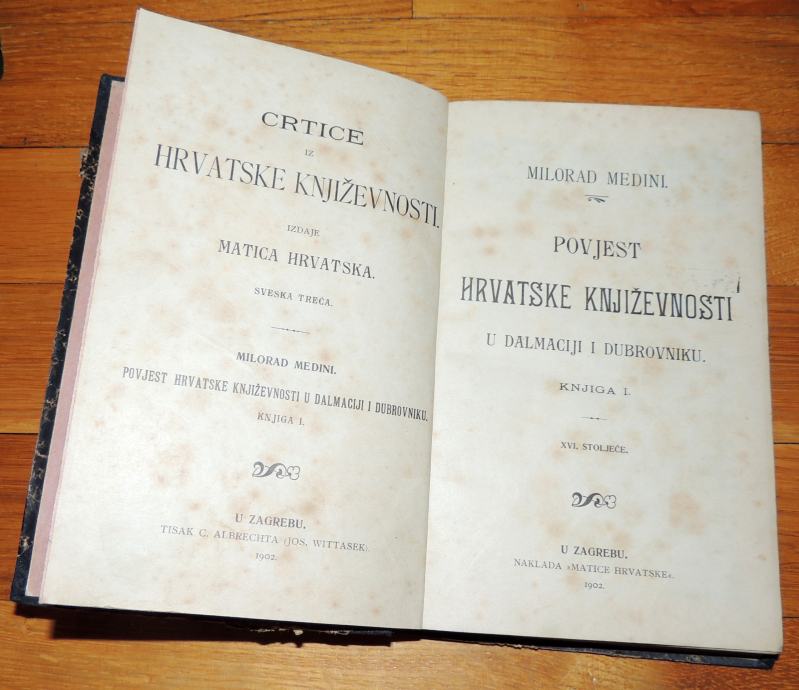 CRTICE
IZ
HRVATSKE KNJIŽEVNOSTI.
IZDAJE
MATICA HRVATSKA.
SVESKA TREĆA.
MILORAD MEDINI.
POVJEST HRVATSKE KNJIŽEVNOSTI U DALMACIJI I DUBROVNIKU.
KNJIGA I.
U ZAGREBU.
TISAK C. ALBRECHTA (JOS. WITTASEK).
1902.
MILORAD MEDINI.
POVJEST
HRVATSKE KNJIŽEVNOSTI
U DALMACIJI I DUBROVNIKU.
KNJIGA I.
XVI. STOLJEĆE.
U ZAGREBU.
NAKLADA »MATICE HRVATSKE«.
1902.